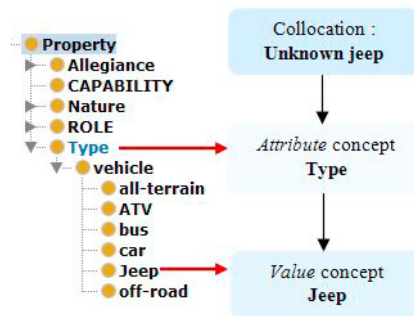 Property
Allegiance
CAPABILITY
Nature
ROLE
Type
vehicle
all-terrain
ATV
bus
car
Jeep
off-road
Collocation :
Unknown jeep
Attribute concept
Type
Value concept
Jeep